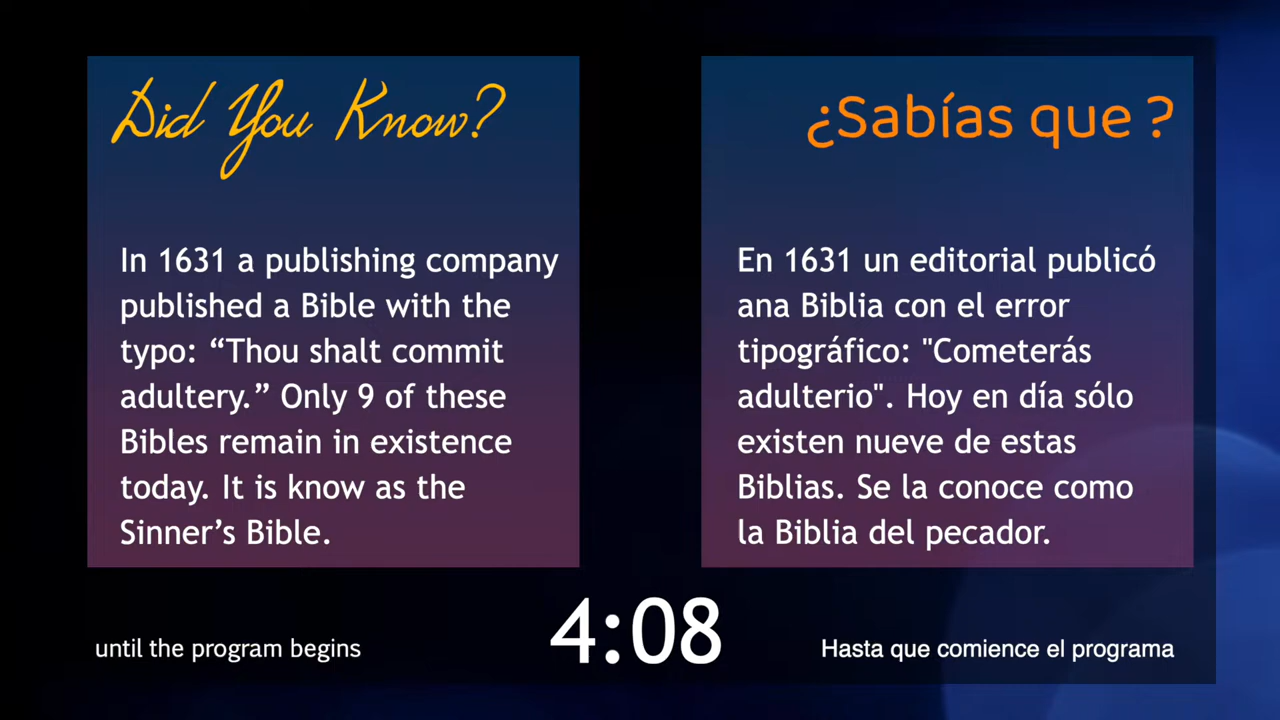 Did You Know?
In 1631 a publishing company
published a Bible with the
typo: “Thou shalt commit
adultery.” Only 9 of these
Bibles remain in existence
today. It is know as the
Sinner’s Bible.
¿Sabías que ?
En 1631 un editorial publicó
ana Biblia con el error
tipográfico: "Cometerás
adulterio". Hoy en día sólo
existen nueve de estas
Biblias. Se la conoce como
la Biblia del pecador.
until the program begins
4:08
Hasta que comience el programa